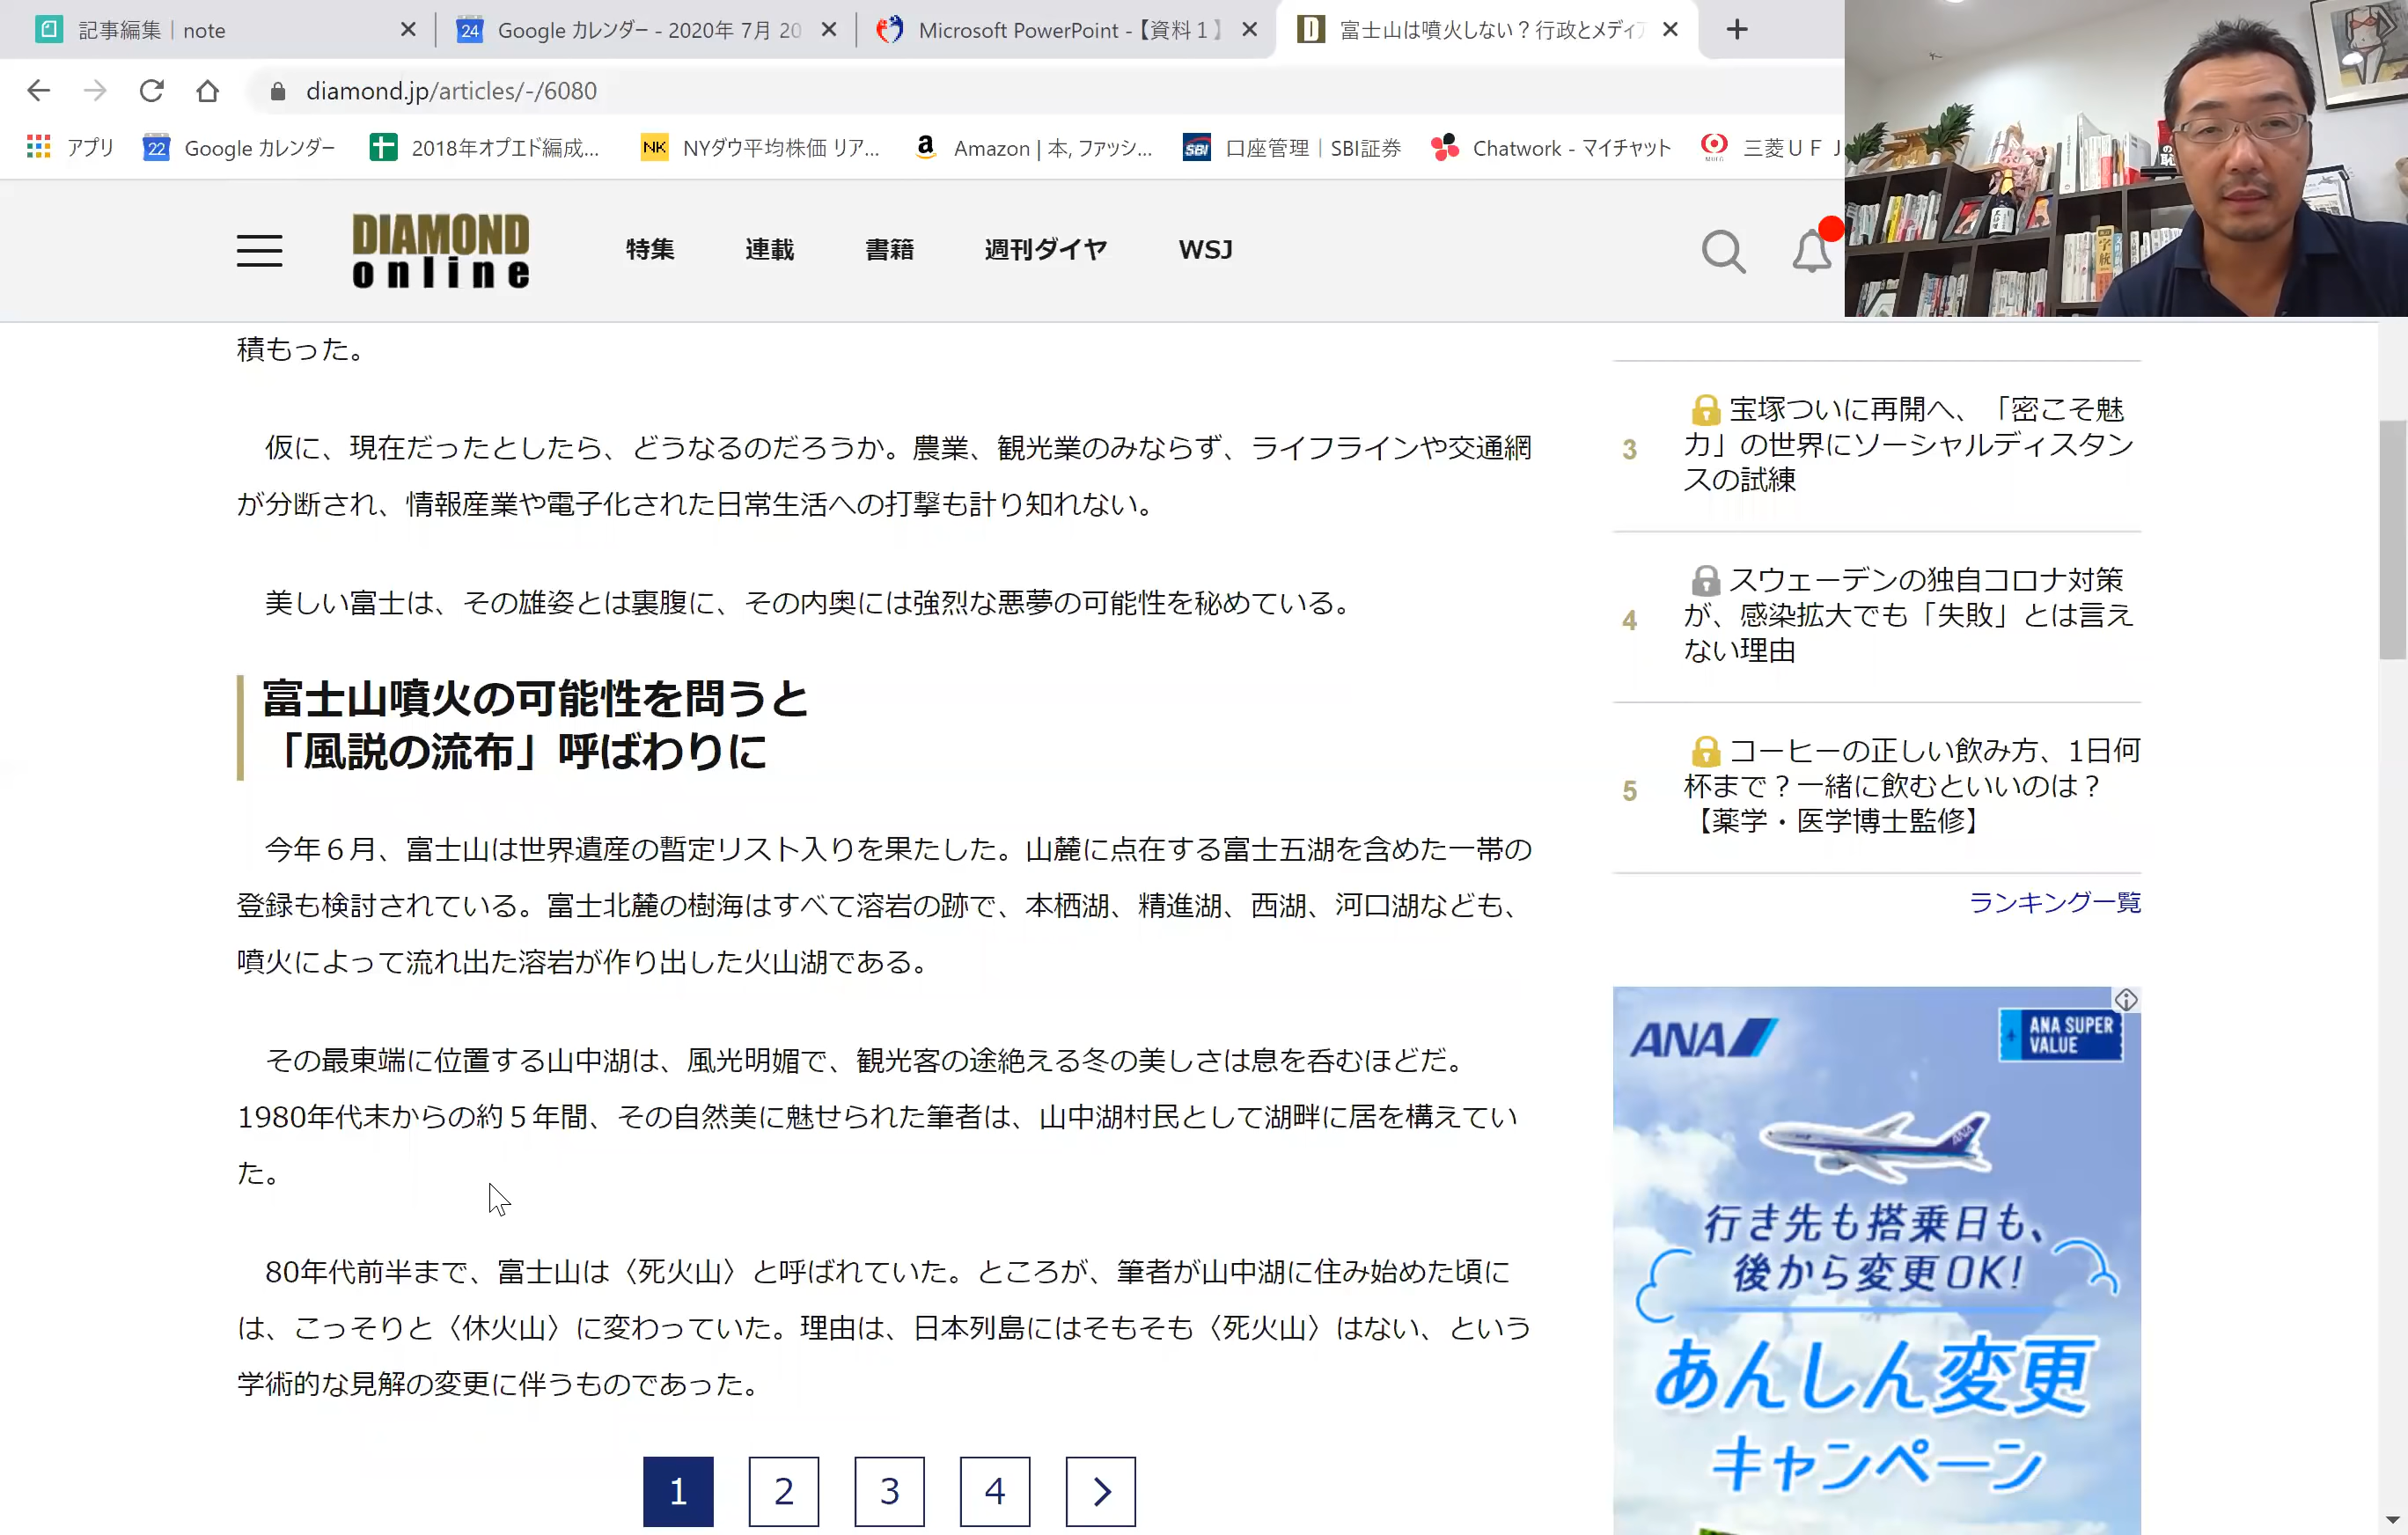 記事編集｜note
Google カレンダー - 2020年 7月 20
Microsoft PowerPoint -【資料１】
富士山は噴火しない？行政とメディ
diamond.jp/articles/-/6080
アプリ
Google カレンダー
2018年オプエド編成...
NYダウ平均株価 リア...
Amazon | 本, ファッシ...
口座管理｜SBI証券
Chatwork - マイチャット
三菱ＵＦＪ
DIAMOND
online
特集
連載
書籍
週刊ダイヤ
WSJ
積もった。
仮に、現在だったとしたら、どうなるのだろうか。農業、観光業のみならず、ライフラインや交通網
が分断され、情報産業や電子化された日常生活への打撃も計り知れない。
美しい富士は、その雄姿とは裏腹に、その内奥には強烈な悪夢の可能性を秘めている。
富士山噴火の可能性を問うと
「風説の流布」呼ばわりに
今年６月、富士山は世界遺産の暫定リスト入りを果たした。山麓に点在する富士五湖を含めた一帯の
登録も検討されている。富士北麓の樹海はすべて溶岩の跡で、本栖湖、精進湖、西湖、河口湖なども、
噴火によって流れ出た溶岩が作り出した火山湖である。
その最東端に位置する山中湖は、風光明媚で、観光客の途絶える冬の美しさは息を呑むほどだ。
1980年代末からの約５年間、その自然美に魅せられた筆者は、山中湖村民として湖畔に居を構えてい
た。
80年代前半まで、富士山は〈死火山〉と呼ばれていた。ところが、筆者が山中湖に住み始めた頃に
は、こっそりと〈休火山〉に変わっていた。理由は、日本列島にはそもそも〈死火山〉はない、という
学術的な見解の変更に伴うものであった。
1
2
3
4
3
宝塚ついに再開へ、「密こそ魅
力」の世界にソーシャルディスタン
スの試練
4
スウェーデンの独自コロナ対策
が、感染拡大でも「失敗」とは言え
ない理由
5
コーヒーの正しい飲み方、1日何
杯まで？一緒に飲むといいのは？
【薬学・医学博士監修】
ランキング一覧
ANA
ANA SUPER
VALUE
ANA
行き先も搭乗日も、
後から変更OK!
あんしん変更
キャンペーン